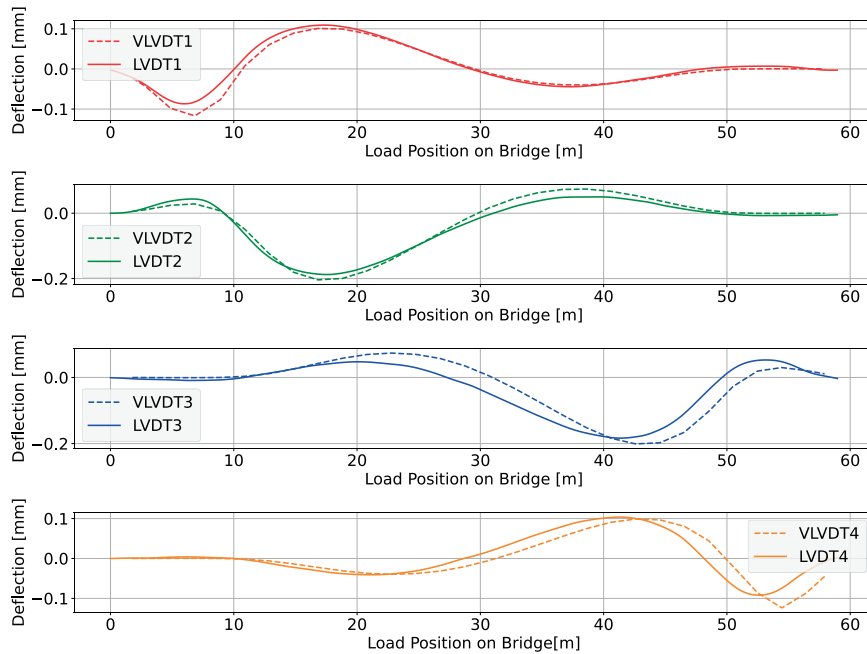 Deflection [mm]
0.1
0.0
−0.1
VLVDT1
LVDT1
0 10 20 30 40 50 60
Load Position on Bridge [m]
Deflection [mm]
0.0
−0.2
VLVDT2
LVDT2
0 10 20 30 40 50 60
Load Position on Bridge [m]
Deflection [mm]
0.0
−0.2
VLVDT3
LVDT3
0 10 20 30 40 50 60
Load Position on Bridge [m]
Deflection [mm]
0.1
0.0
−0.1
VLVDT4
LVDT4
0 10 20 30 40 50 60
Load Position on Bridge[m]